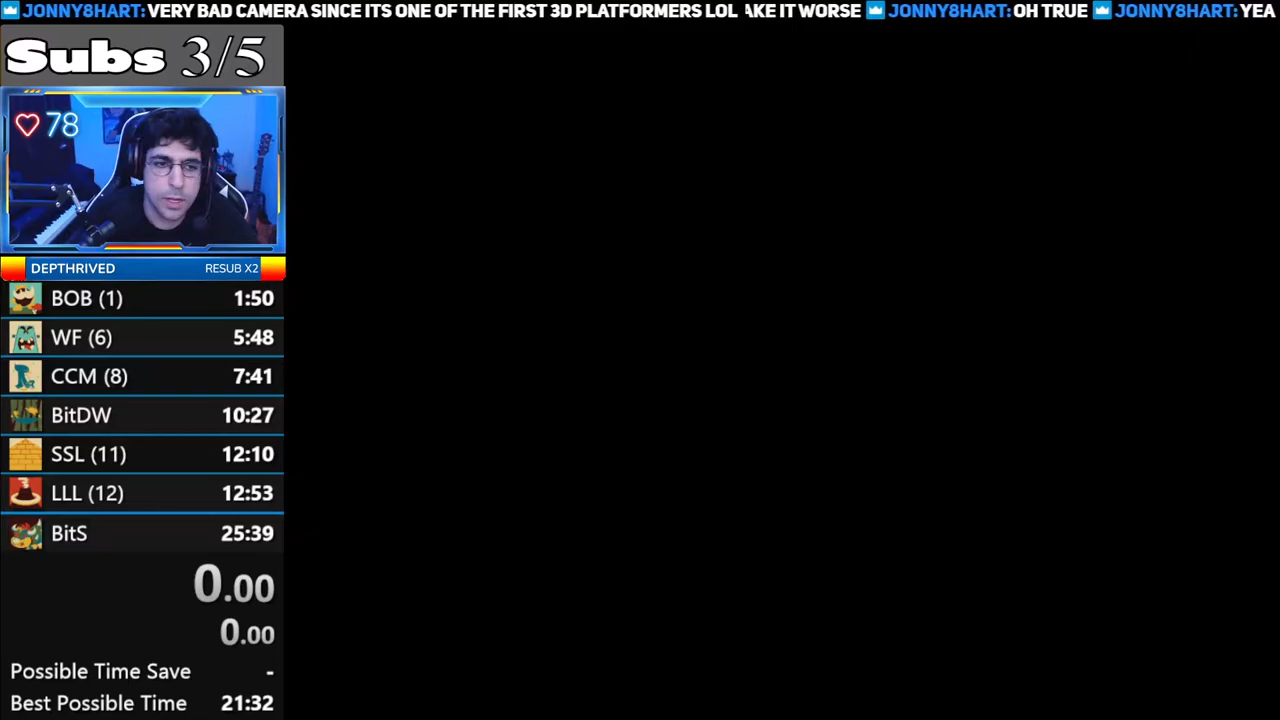 JONNY8HART: VERY BAD CAMERA SINCE ITS ONE OF THE FIRST 3D PLATFORMERS LOL AKE IT WORSE JONNY8HART: OH TRUE JONNY8HART: YEA
Subs 3/5
78
DEPTHRIVED RESUB X2
BOB (1) 1:50
WF (6) 5:48
CCM (8) 7:41
BitDW 10:27
SSL (11) 12:10
LLL (12) 12:53
BitS 25:39
0.00
0.00
Possible Time Save -
Best Possible Time 21:32